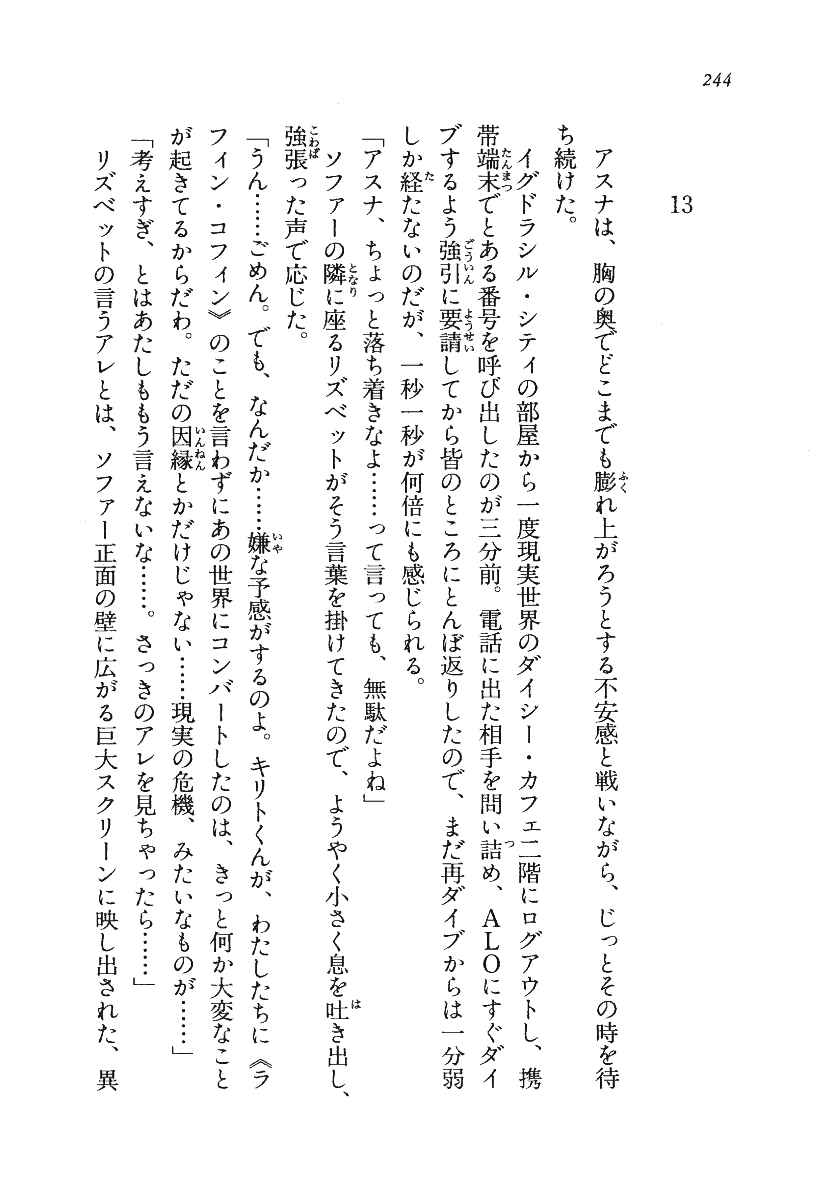 244
13
アスナは、胸の奥でどこまでも膨れ上がろうとする不安感と戦いながら、じっとその時を待
ち続けた。
イグドラシル・シティの部屋から一度現実世界のダイシー・カフェ二階にログアウトし、携
帯端末でとある番号を呼び出したのが三分前。電話に出た相手を問い詰め、ALOにすぐダイ
ブするよう強引に要請してから皆のところにとんぼ返りしたので、まだ再ダイブからは一分弱
しか経たないのだが、一秒一秒が何倍にも感じられる。
「アスナ、ちょっと落ち着きなよ……って言っても、無駄だよね」
ソファーの隣に座るリズベットがそう言葉を掛けてきたので、ようやく小さく息を吐き出し、
強張った声で応じた。
「うん……ごめん。でも、なんだか……嫌な予感がするのよ。キリトくんが、わたしたちに《ラ
フィン・コフィン》のことを言わずにあの世界にコンバートしたのは、きっと何か大変なこと
が起きてるからだわ。ただの因縁とかだけじゃない……現実の危機、みたいなものが……」
「考えすぎ、とはあたしももう言えないな……。さっきのアレを見ちゃったら……」
リズベットの言うアレとは、ソファー正面の壁に広がる巨大スクリーンに映し出された、異